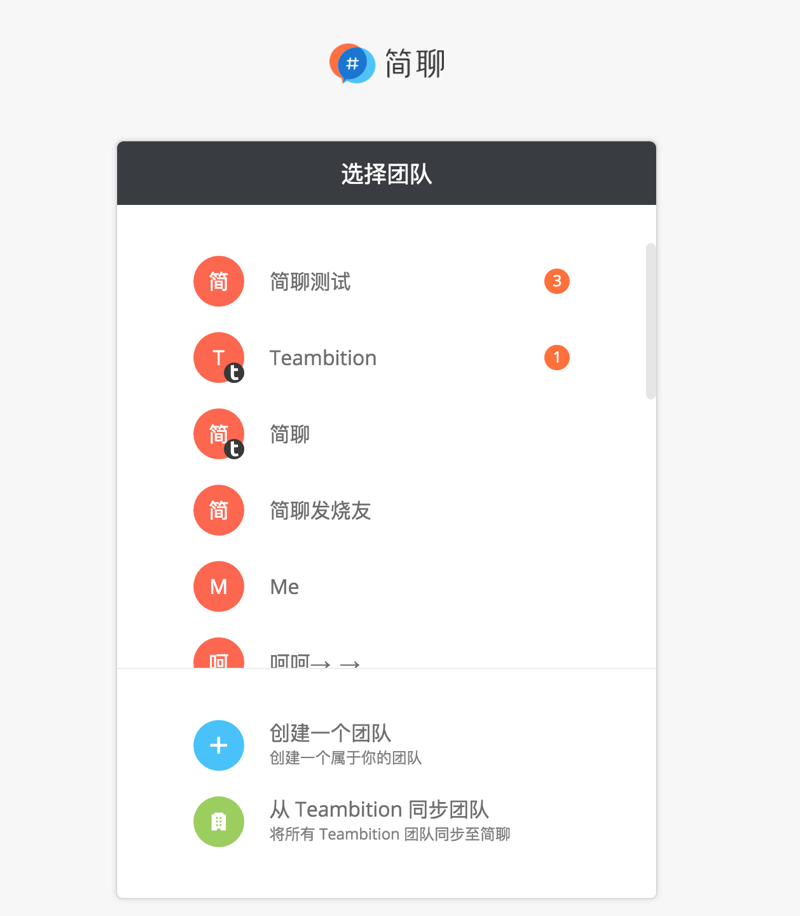 # 简聊
选择团队
简 简聊测试 3
T t Teambition 1
简 t 简聊
简 简聊发烧友
M Me
呵 呵呵→_→
创建一个团队
创建一个属于你的团队
从 Teambition 同步团队
将所有 Teambition 团队同步至简聊